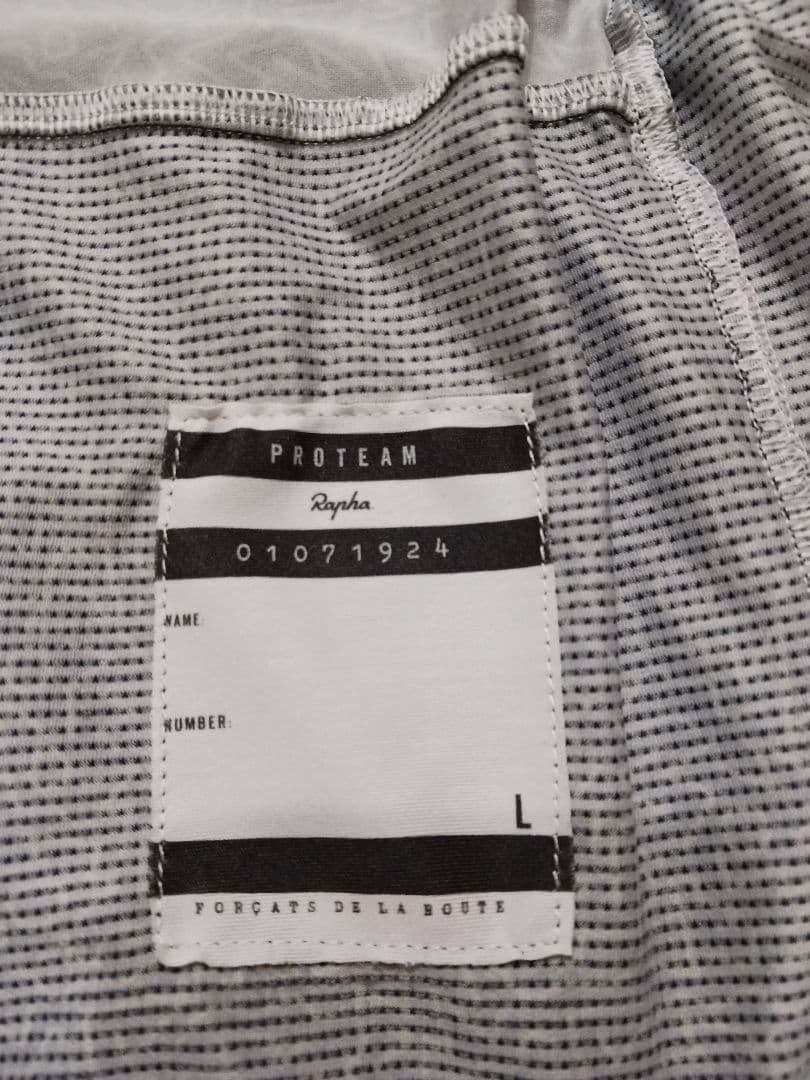 PROTEAM
Rapha
01071924
NAME:
NUMBER:
L
FORÇATS DE LA ROUTE